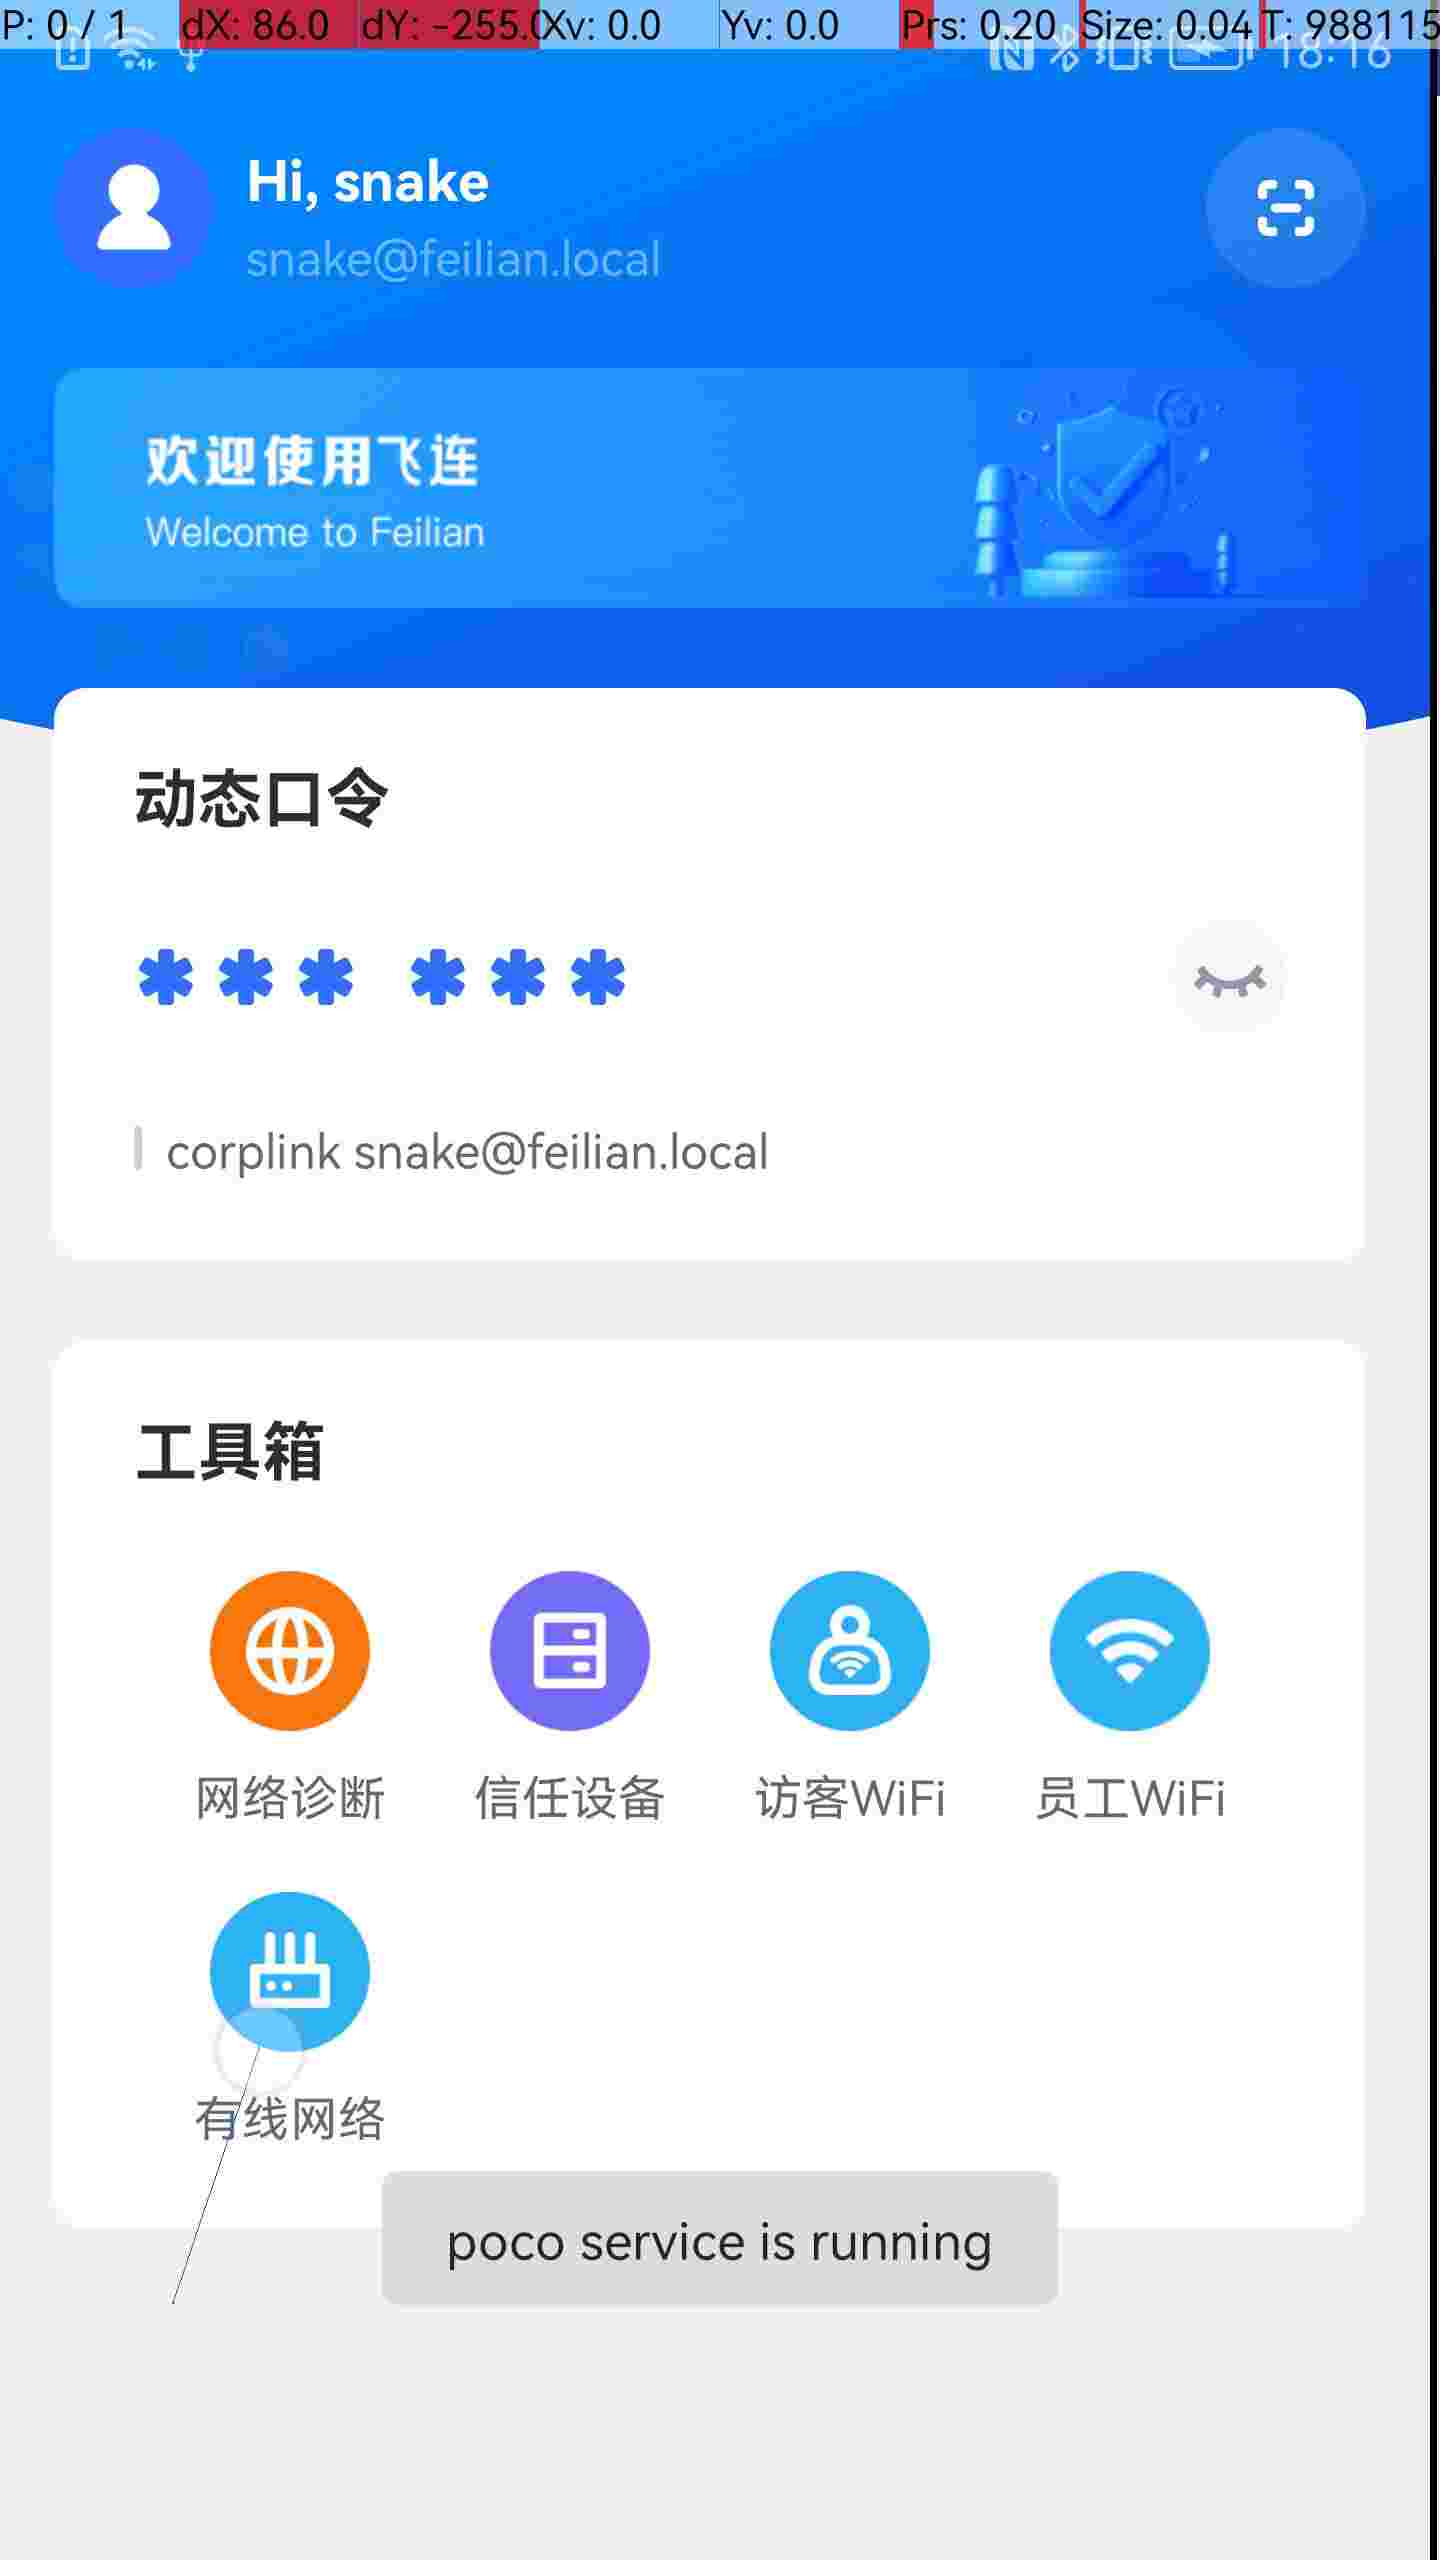 P: 0 / 1 dX: 86.0 dY: -255.0 Xv: 0.0 Yv: 0.0 Prs: 0.20 Size: 0.04 T: 988115
18:16
Hi, snake
snake@feilian.local
欢迎使用飞连
Welcome to Feilian
动态口令
*** ***
corplink snake@feilian.local
工具箱
网络诊断 信任设备 访客WiFi 员工WiFi
有线网络
poco service is running